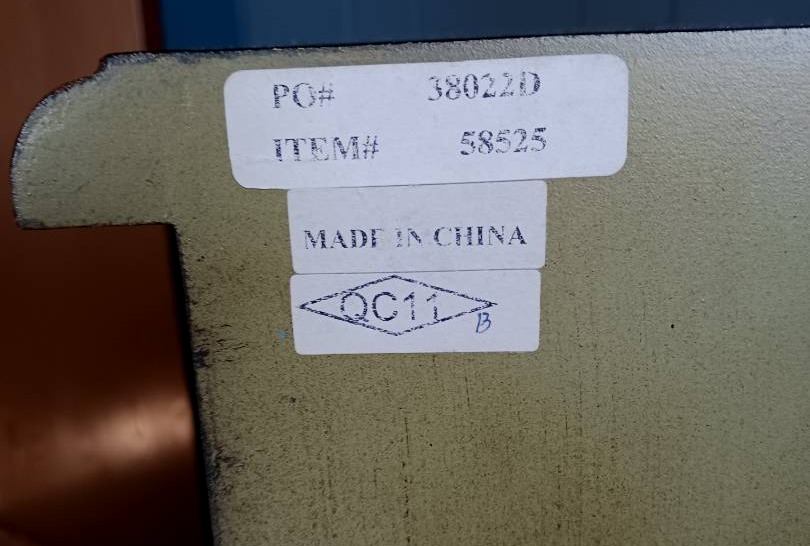 PO# 38022D
ITEM# 58525
MADE IN CHINA
QC11
B